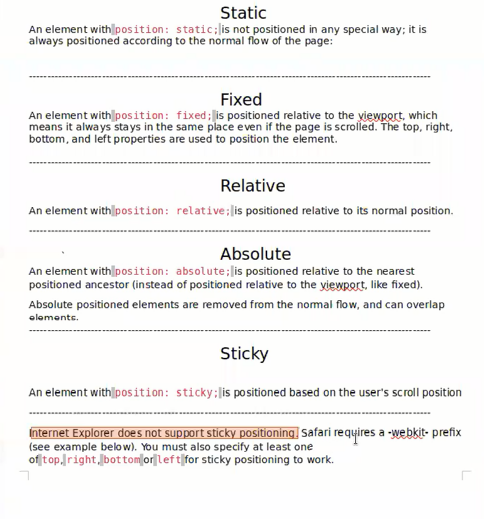 Static
An element with position: static; is not positioned in any special way; it is
always positioned according to the normal flow of the page:
--------------------------------------------------------------------------------
Fixed
An element with position: fixed; is positioned relative to the viewport, which
means it always stays in the same place even if the page is scrolled. The top, right,
bottom, and left properties are used to position the element.
--------------------------------------------------------------------------------
Relative
An element with position: relative; is positioned relative to its normal position.
--------------------------------------------------------------------------------
Absolute
An element with position: absolute; is positioned relative to the nearest
positioned ancestor (instead of positioned relative to the viewport, like fixed).
Absolute positioned elements are removed from the normal flow, and can overlap
elements.
--------------------------------------------------------------------------------
Sticky
An element with position: sticky; is positioned based on the user's scroll position
--------------------------------------------------------------------------------
Internet Explorer does not support sticky positioning. Safari requires a -webkit- prefix
(see example below). You must also specify at least one
of top, right, bottom or left for sticky positioning to work.